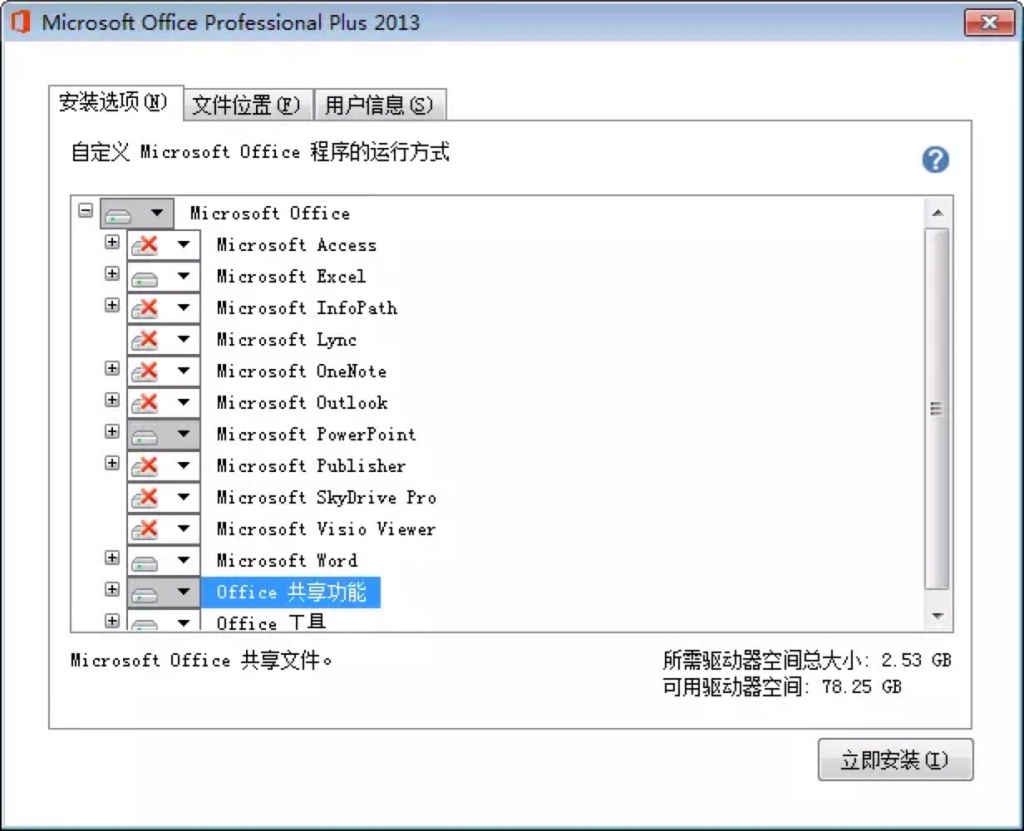 Microsoft Office Professional Plus 2013
安装选项(N) 文件位置(F) 用户信息(S)
自定义 Microsoft Office 程序的运行方式
Microsoft Office
Microsoft Access
Microsoft Excel
Microsoft InfoPath
Microsoft Lync
Microsoft OneNote
Microsoft Outlook
Microsoft PowerPoint
Microsoft Publisher
Microsoft SkyDrive Pro
Microsoft Visio Viewer
Microsoft Word
Office 共享功能
Office 工具
Microsoft Office 共享文件。
所需驱动器空间总大小: 2.53 GB
可用驱动器空间: 78.25 GB
立即安装(I)